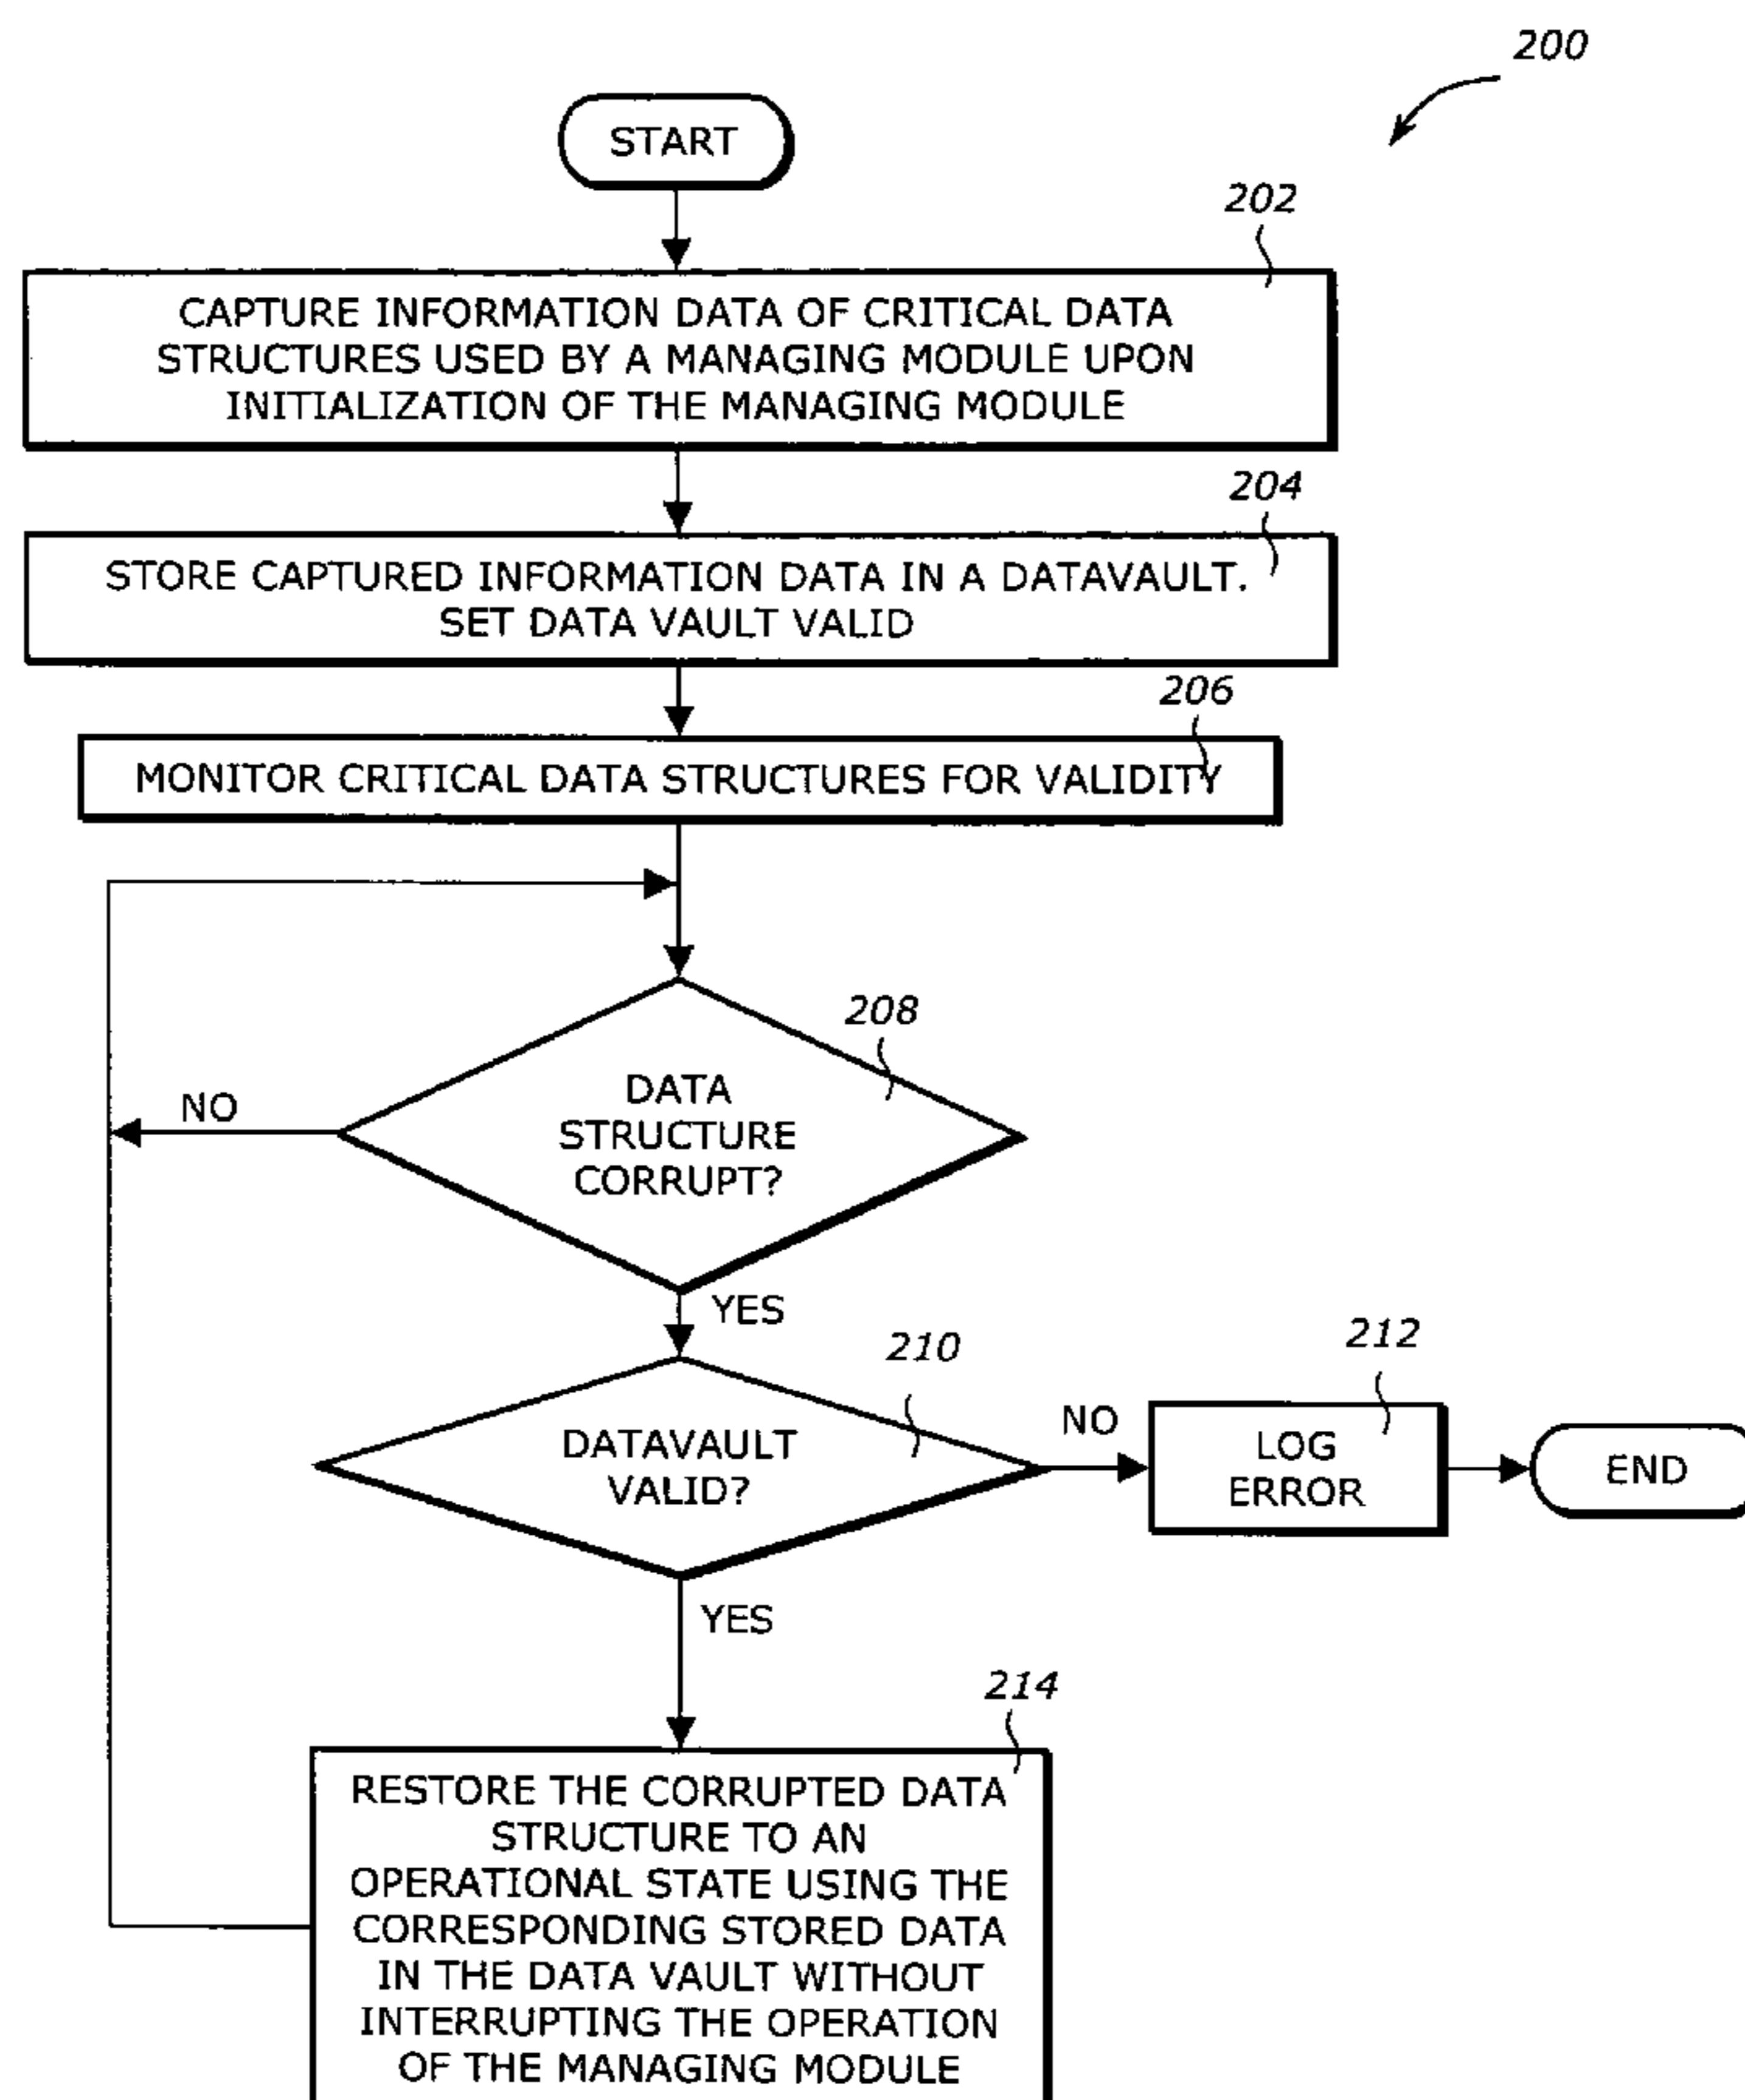 200
START
202
CAPTURE INFORMATION DATA OF CRITICAL DATA
STRUCTURES USED BY A MANAGING MODULE UPON
INITIALIZATION OF THE MANAGING MODULE
204
STORE CAPTURED INFORMATION DATA IN A DATAVAULT.
SET DATA VAULT VALID
206
MONITOR CRITICAL DATA STRUCTURES FOR VALIDITY
208
DATA
STRUCTURE
CORRUPT?
NO
YES
210
DATAVAULT
VALID?
NO
212
LOG
ERROR
END
YES
214
RESTORE THE CORRUPTED DATA
STRUCTURE TO AN
OPERATIONAL STATE USING THE
CORRESPONDING STORED DATA
IN THE DATA VAULT WITHOUT
INTERRUPTING THE OPERATION
OF THE MANAGING MODULE